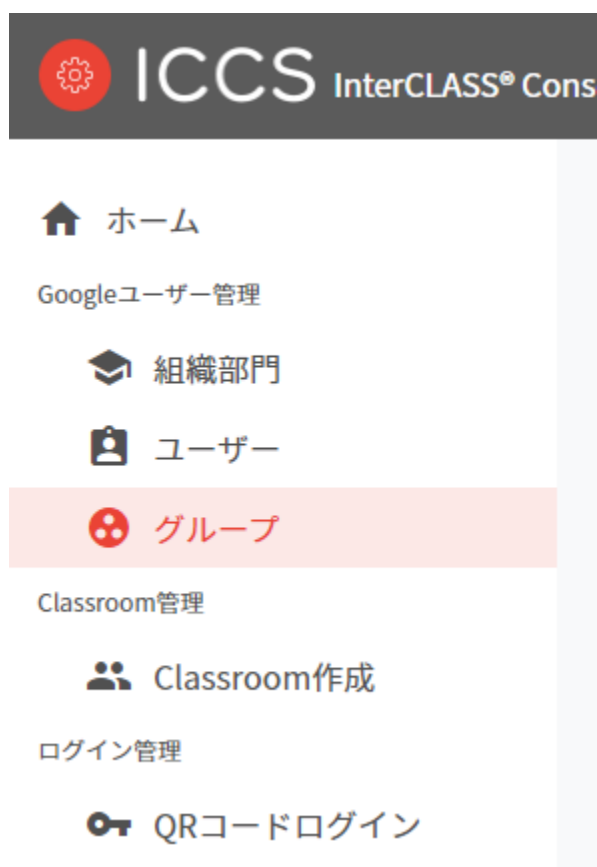 ICCS InterCLASS® Cons
ホーム
Googleユーザー管理
組織部門
ユーザー
グループ
Classroom管理
Classroom作成
ログイン管理
QRコードログイン